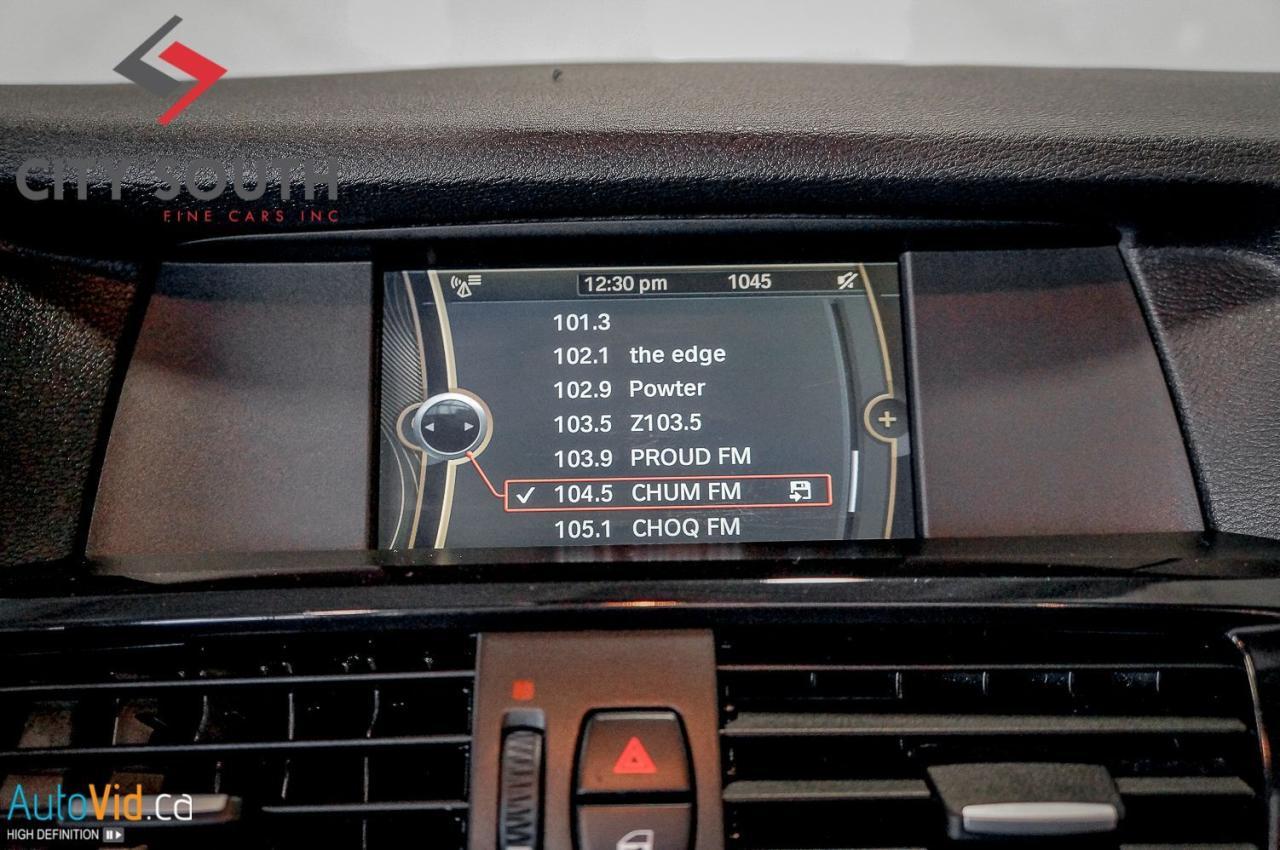 CITY SOUTH
FINE CARS INC
12:30 pm 1045
101.3
102.1 the edge
102.9 Powter
103.5 Z103.5
103.9 PROUD FM
104.5 CHUM FM
105.1 CHOQ FM
AutoVid.ca
HIGH DEFINITION